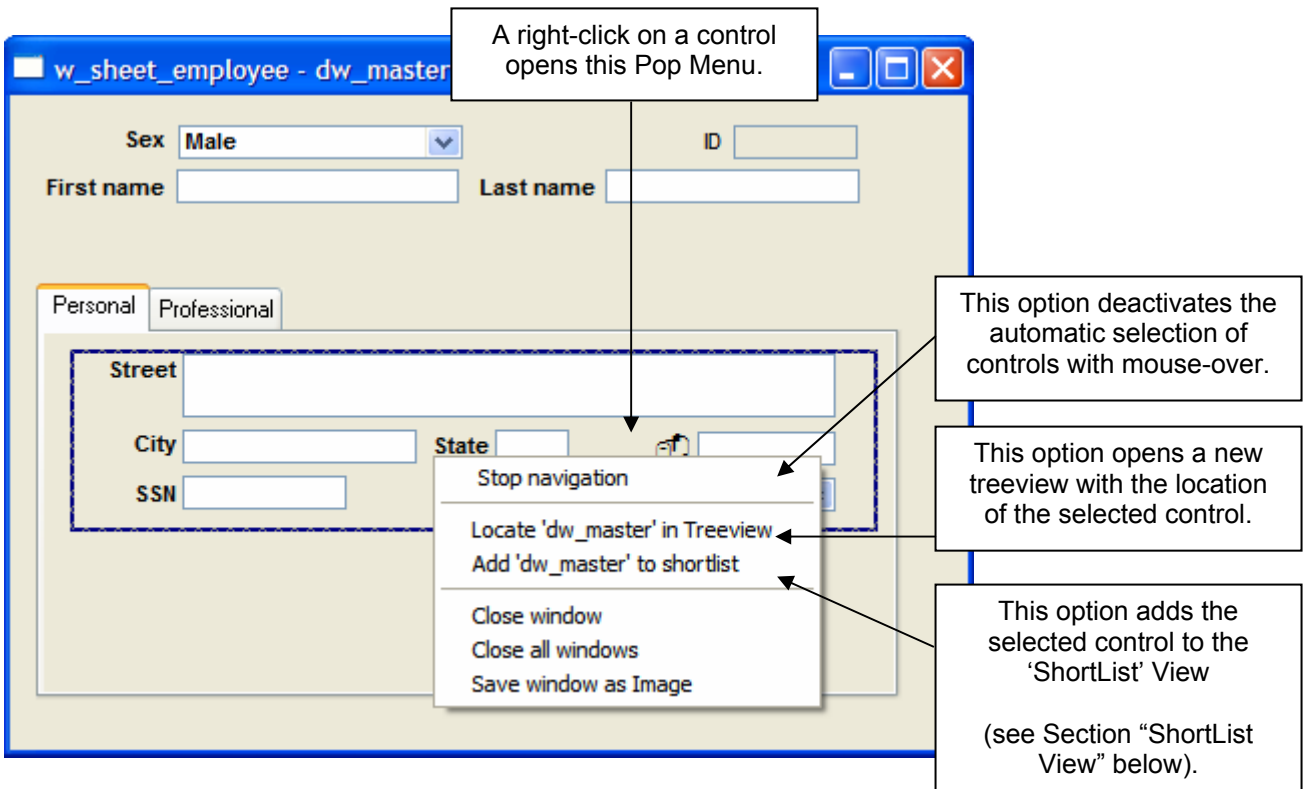 A right-click on a control
opens this Pop Menu.
w_sheet_employee - dw_master
Sex Male ID
First name Last name
Personal Professional
Street
City State
SSN
Stop navigation
Locate 'dw_master' in Treeview
Add 'dw_master' to shortlist
Close window
Close all windows
Save window as Image
This option deactivates the
automatic selection of
controls with mouse-over.
This option opens a new
treeview with the location
of the selected control.
This option adds the
selected control to the
‘ShortList’ View
(see Section “ShortList
View” below).